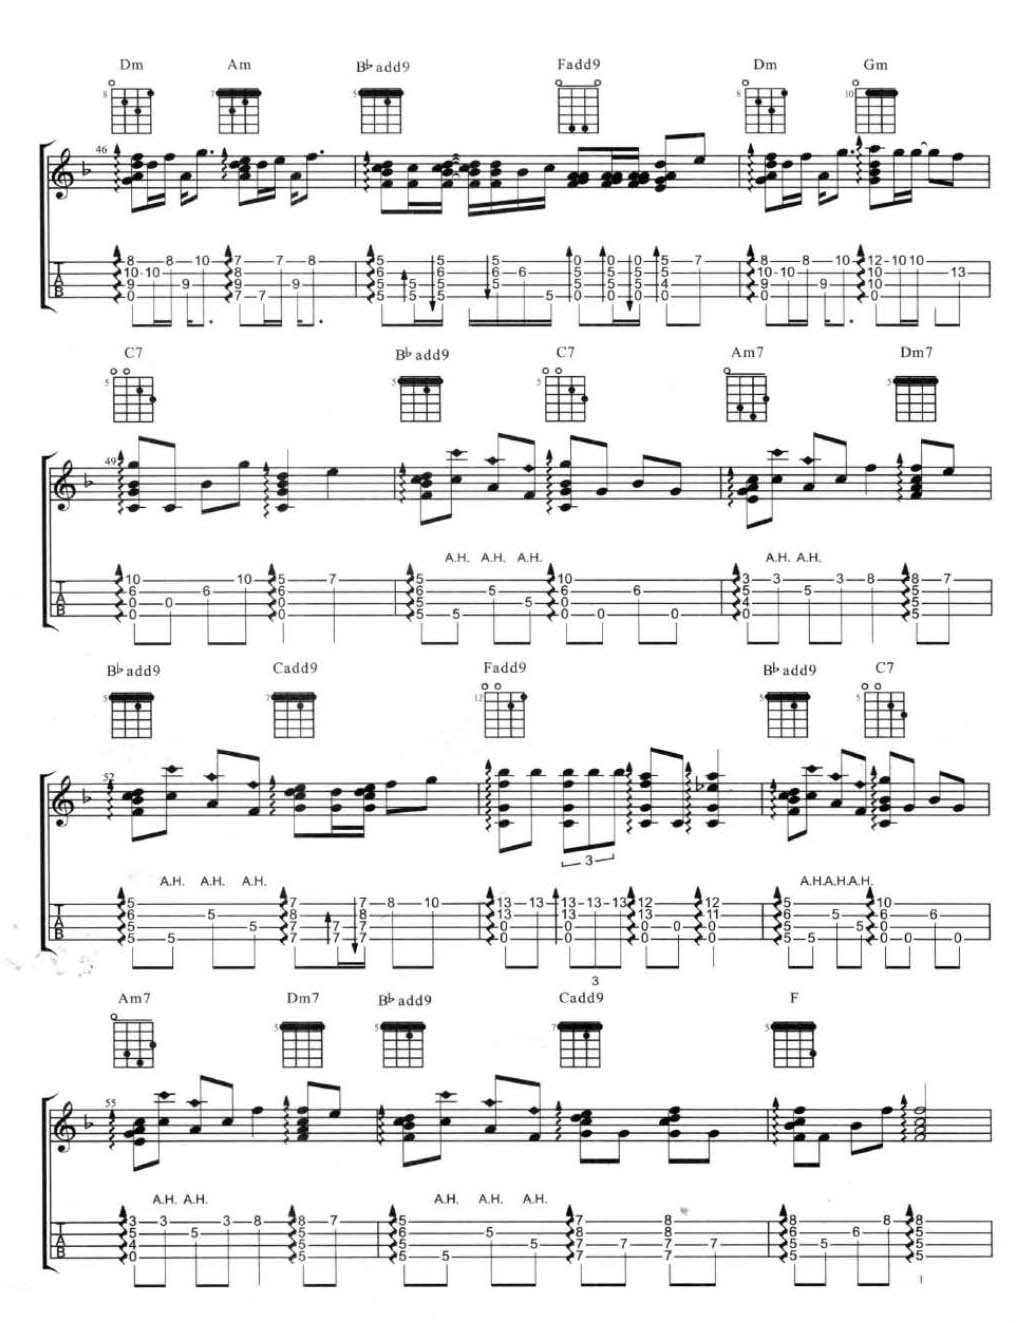 Dm Am B♭add9 Fadd9 Dm Gm
8 7 5 8 10
46
8 8 10 7 7 8 5 5 5 0 0 0 5 7 8 8 10 12 10 10
10 10 8 6 6 6 0 0 0 5 10 10 10 13
9 9 9 9 5 5 5 5 5 0 0 0 4 9 9 10
0 7 7 5 5 5 5 0 0 0 5 0 0
C7 B♭add9 C7 Am7 Dm7
5 5 5 5
49
A.H. A.H. A.H. A.H. A.H.
10 10 5 7 5 10 3 3 3 8 8 7
6 6 6 6 5 6 6 5 5 5
0 0 0 5 5 0 4 5
0 0 5 5 0 0 0 5 5
B♭add9 Cadd9 Fadd9 B♭add9 C7
5 7 12 5 5
52
3
A.H. A.H. A.H. A.H.A.H.A.H.
5 7 7 8 10 13 13 13 13 13 12 12 5 10
6 5 8 8 13 13 13 11 6 5 6 6
5 5 7 7 7 0 0 0 0 0 5 5 0
5 5 7 7 0 0 0 0 5 5 0 0 0
3
Am7 Dm7 B♭add9 Cadd9 F
5 5 7 5
55
A.H. A.H. A.H. A.H. A.H.
3 3 3 8 8 7 5 7 8 8 8 8
5 5 5 6 5 8 8 6 6 5
4 5 5 5 7 7 7 7 5 5 5
0 5 5 5 7 7 5 5